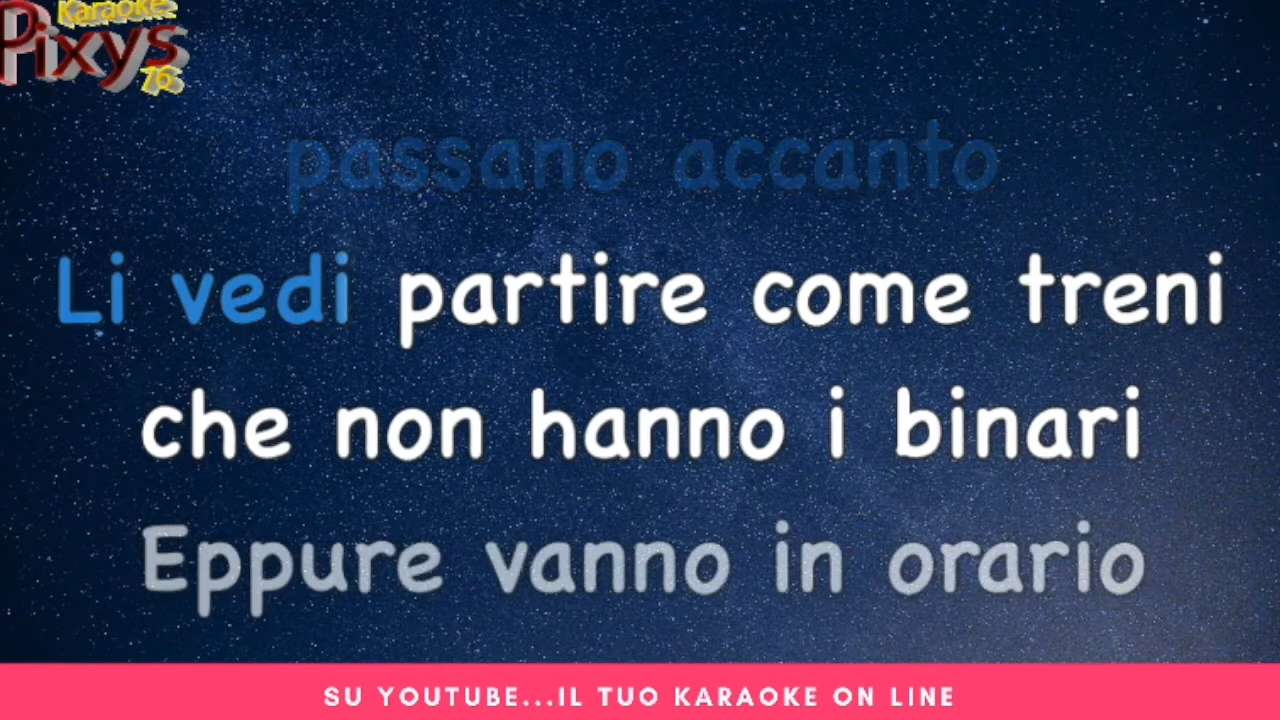 Karaoke
Pixys
76
passano accanto
Li vedi partire come treni
che non hanno i binari
Eppure vanno in orario
SU YOUTUBE...IL TUO KARAOKE ON LINE